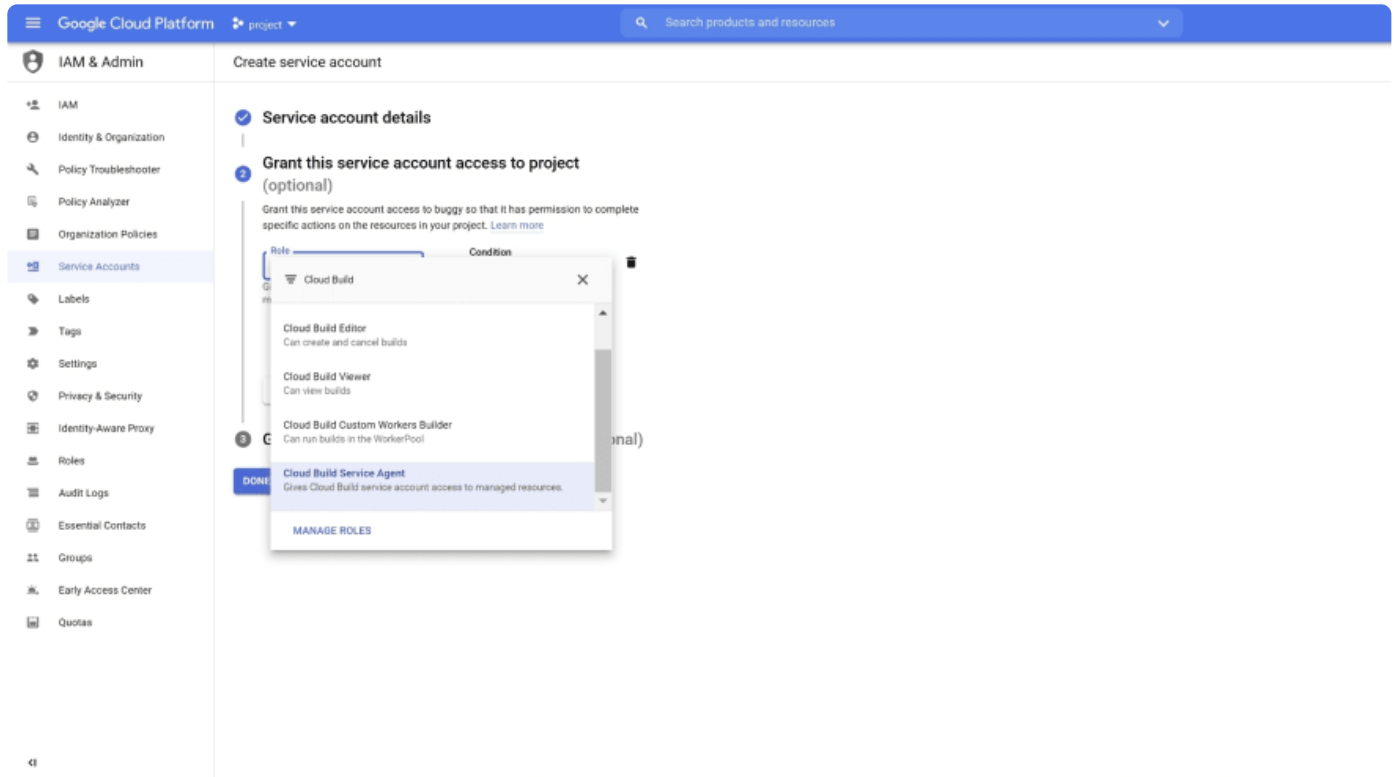 Google Cloud Platform
project
Search products and resources
IAM & Admin
Create service account
IAM
Identity & Organization
Policy Troubleshooter
Policy Analyzer
Organization Policies
Service Accounts
Labels
Tags
Settings
Privacy & Security
Identity-Aware Proxy
Roles
Audit Logs
Essential Contacts
Groups
Early Access Center
Quotas
Service account details
2
Grant this service account access to project
(optional)
Grant this service account access to buggy so that it has permission to complete
specific actions on the resources in your project. Learn more
Role
Condition
Cloud Build
Cloud Build Editor
Can create and cancel builds
Cloud Build Viewer
Can view builds
Cloud Build Custom Workers Builder
Can run builds in the WorkerPool
Cloud Build Service Agent
Gives Cloud Build service account access to managed resources.
MANAGE ROLES
3
DONE